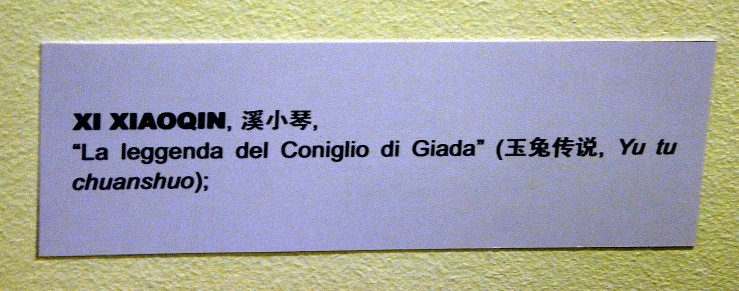 XI XIAOQIN, 溪小琴,
“La leggenda del Coniglio di Giada” (玉兔传说, Yu tu
chuanshuo);